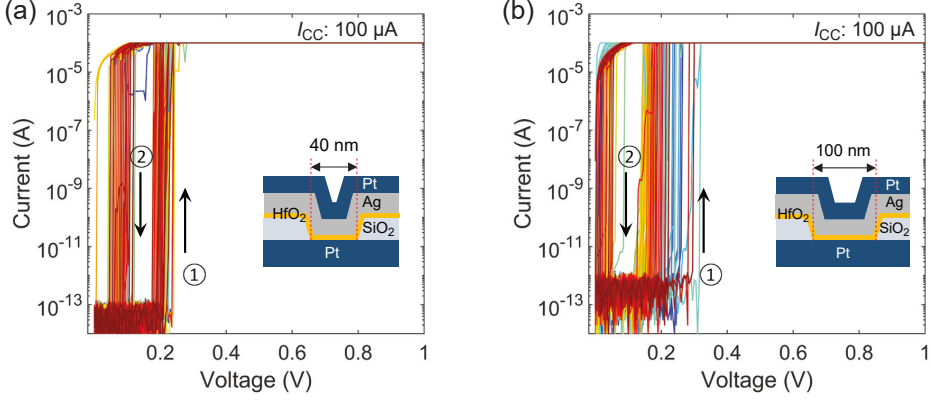 (a)
I_CC: 100 µA
10⁻³
10⁻⁵
10⁻⁷
10⁻⁹
10⁻¹¹
10⁻¹³
Current (A)
②
①
40 nm
Pt
Ag
HfO₂
SiO₂
Pt
0.2 0.4 0.6 0.8 1
Voltage (V)
(b)
I_CC: 100 µA
10⁻³
10⁻⁵
10⁻⁷
10⁻⁹
10⁻¹¹
10⁻¹³
Current (A)
②
①
100 nm
Pt
Ag
HfO₂
SiO₂
Pt
0.2 0.4 0.6 0.8 1
Voltage (V)